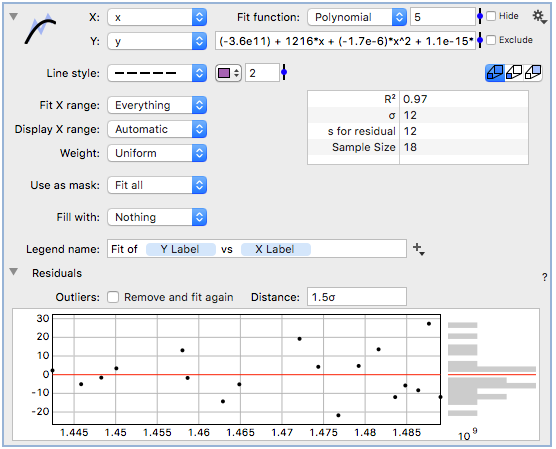 X: x Fit function: Polynomial 5 Hide
Y: y (-3.6e11) + 1216*x + (-1.7e-6)*x^2 + 1.1e-15* Exclude
Line style: 2
Fit X range: Everything
Display X range: Automatic
Weight: Uniform
Use as mask: Fit all
Fill with: Nothing
R² 0.97
σ 12
s for residual 12
Sample Size 18
Legend name: Fit of Y Label vs X Label
Residuals
?
Outliers: Remove and fit again Distance: 1.5σ
30
20
10
0
-10
-20
1.445 1.45 1.455 1.46 1.465 1.47 1.475 1.48 1.485 10⁹